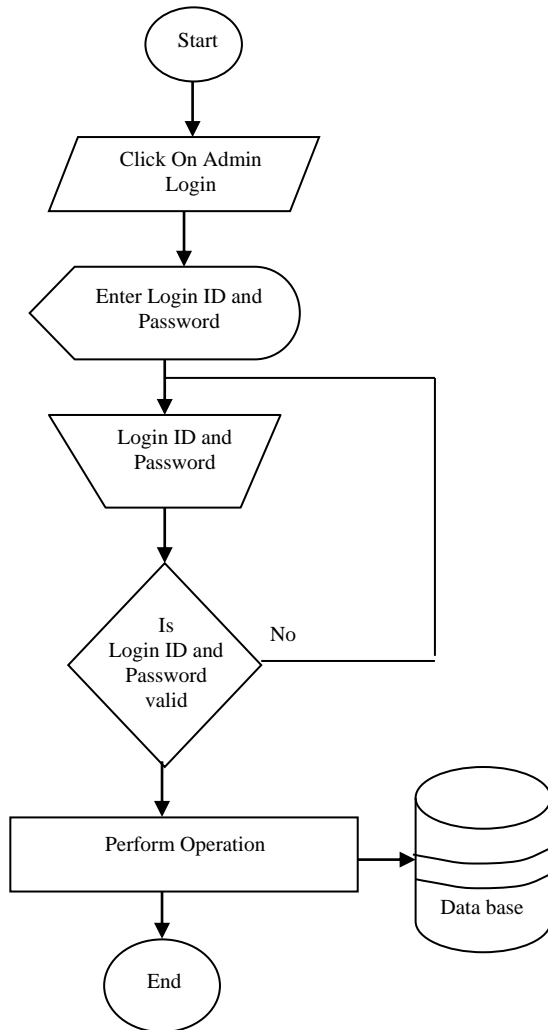 Start
Click On Admin
Login
Enter Login ID and
Password
Login ID and
Password
Is
Login ID and
Password
valid
No
Perform Operation
Data base
End